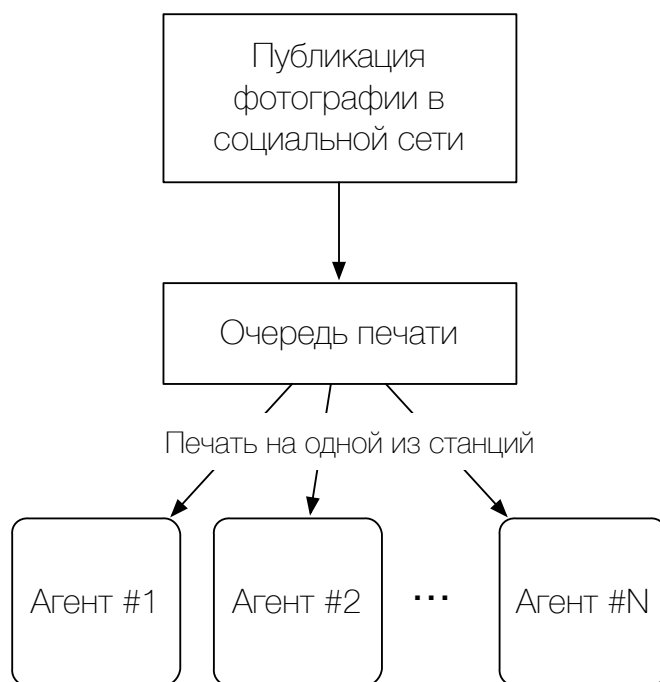 Публикация
фотографии в
социальной сети
Очередь печати
Печать на одной из станций
Агент #1
Агент #2
...
Агент #N